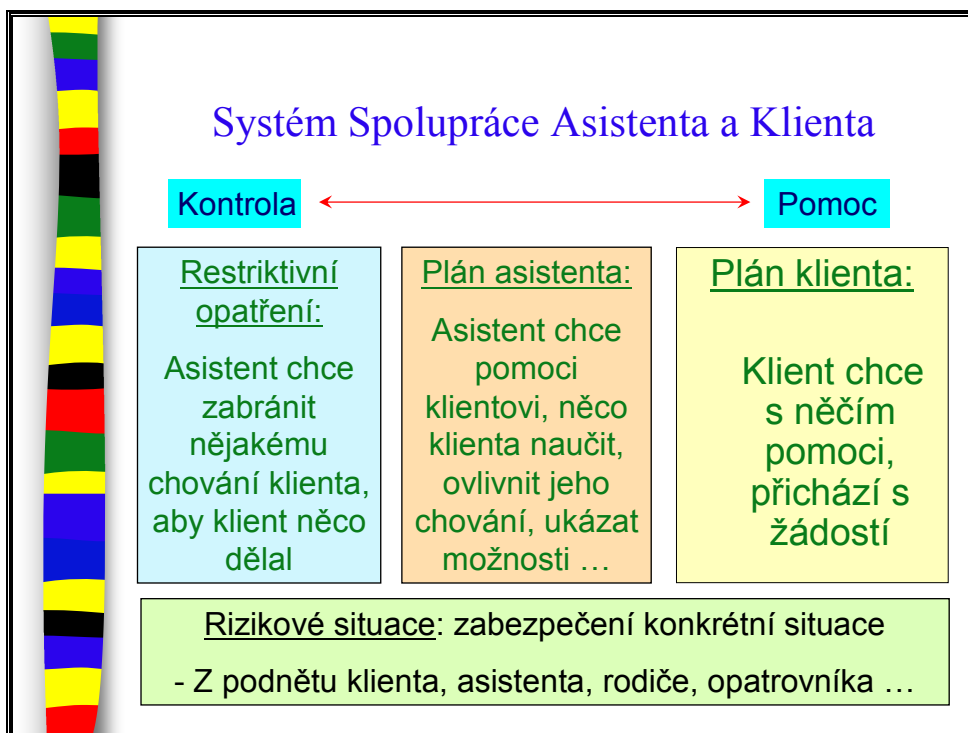 Systém Spolupráce Asistenta a Klienta
Kontrola
Pomoc
Restriktivní
opatření:
Asistent chce
zabránit
nějakému
chování klienta,
aby klient něco
dělal
Plán asistenta:
Asistent chce
pomoci
klientovi, něco
klienta naučit,
ovlivnit jeho
chování, ukázat
možnosti …
Plán klienta:
Klient chce
s něčím
pomoci,
přichází s
žádostí
Rizikové situace: zabezpečení konkrétní situace
- Z podnětu klienta, asistenta, rodiče, opatrovníka …